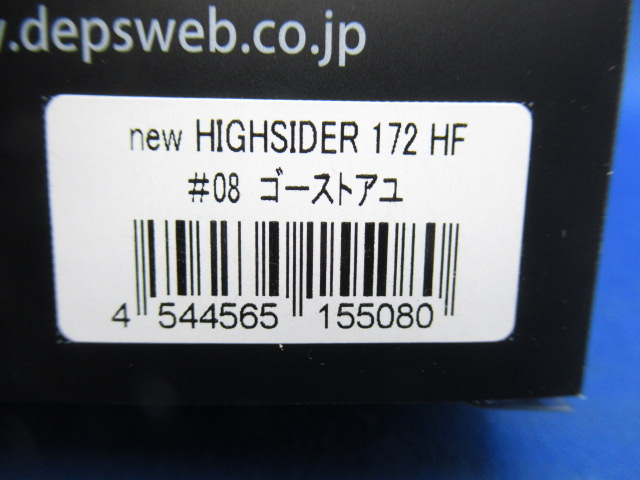 .depsweb.co.jp
new HIGHSIDER 172 HF
#08 ゴーストアユ
4 544565 155080